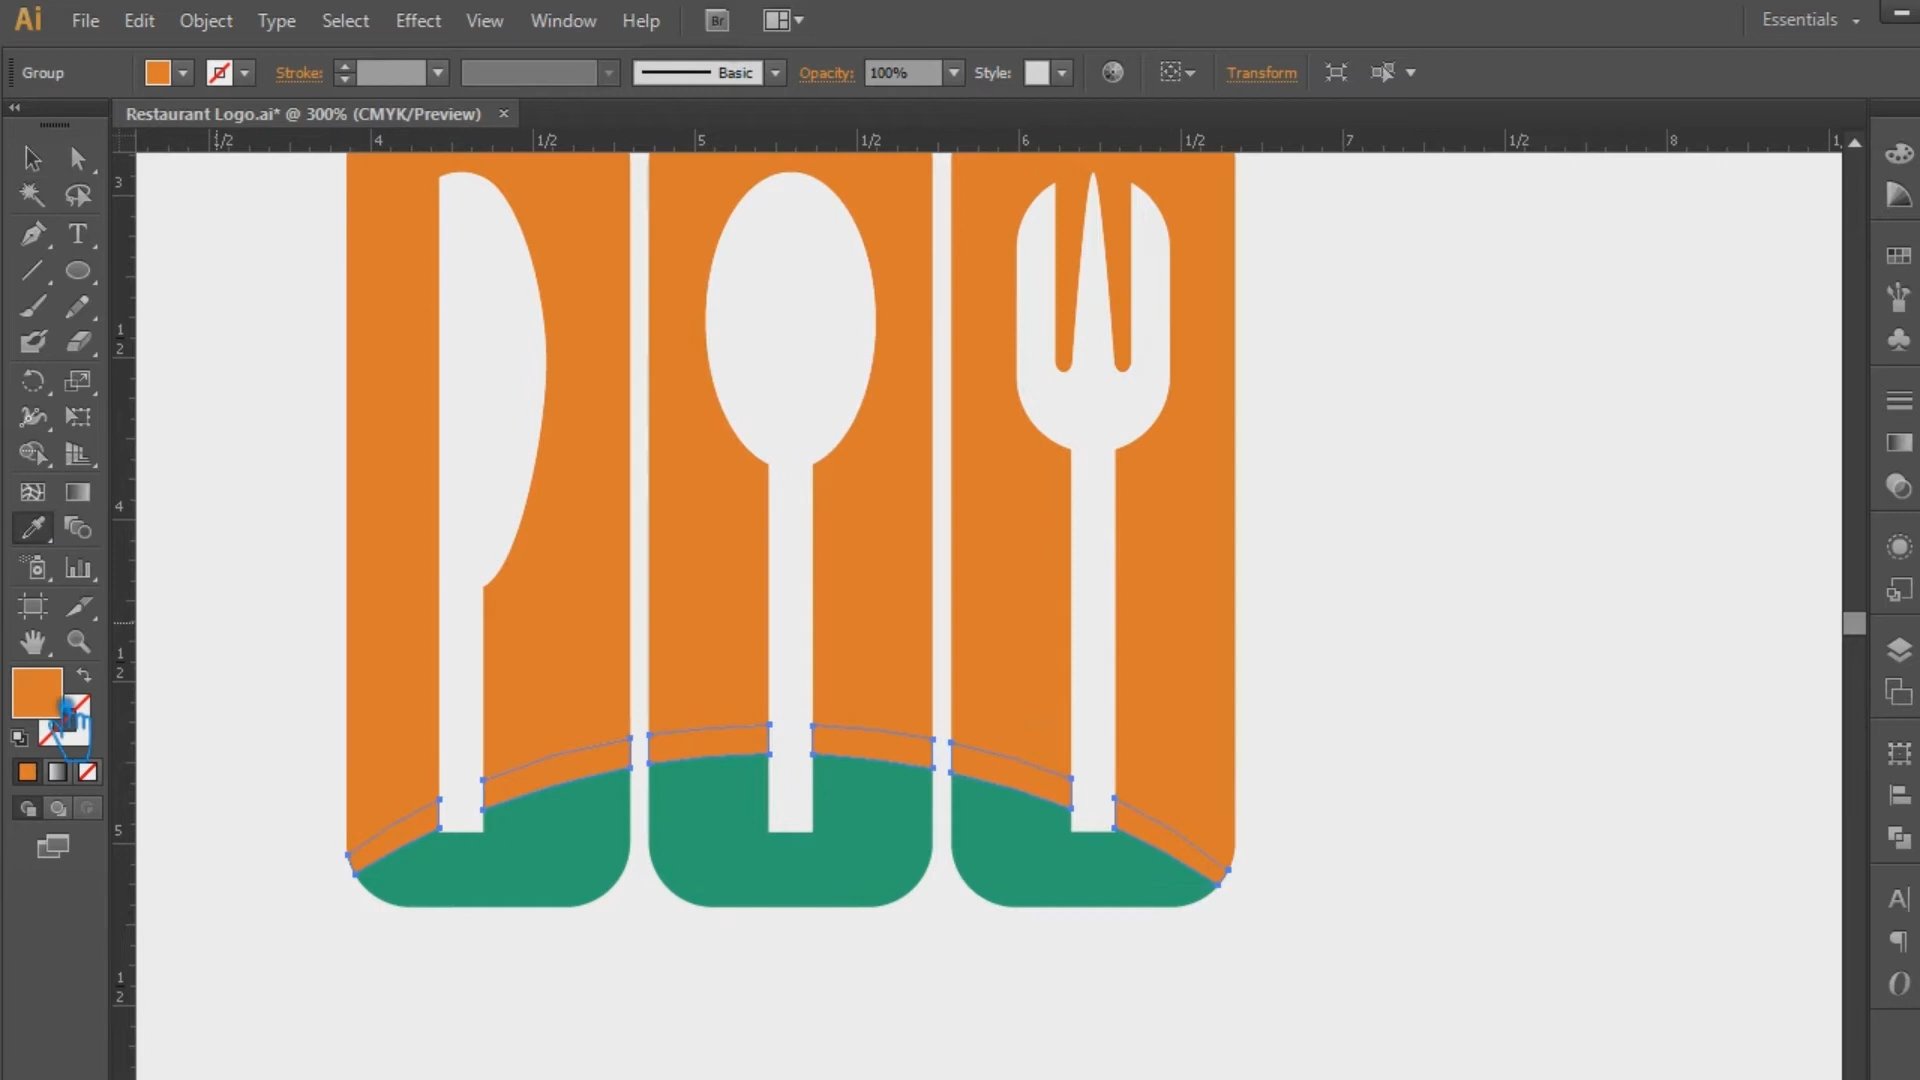 Ai File Edit Object Type Select Effect View Window Help Br Essentials
Group Stroke: Basic Opacity: 100% Style: Transform
Restaurant Logo.ai* @ 300% (CMYK/Preview) ×
1/2 4 1/2 5 1/2 6 1/2 7 1/2 8
3
1
2
4
1
2
5
1
2